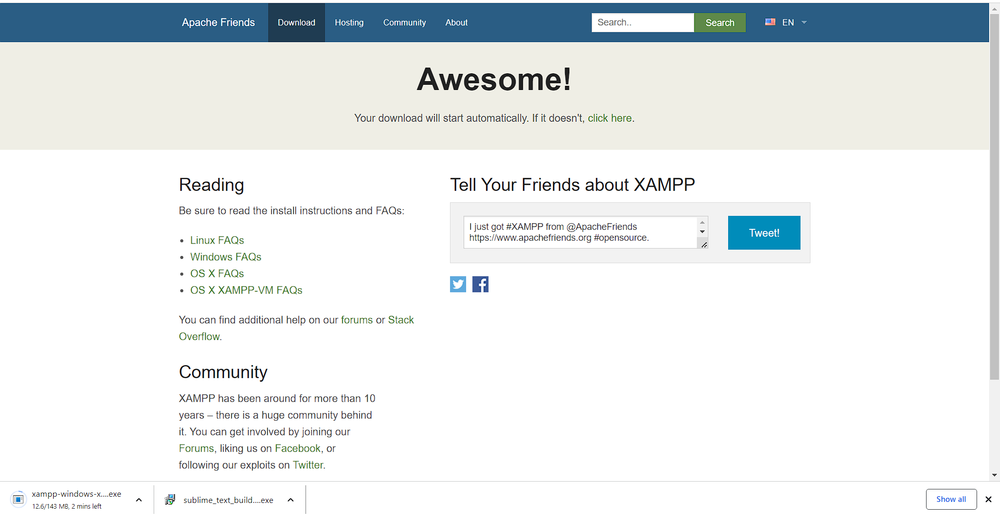 Apache Friends Download Hosting Community About Search.. Search EN
Awesome!
Your download will start automatically. If it doesn't, click here.
Reading
Be sure to read the install instructions and FAQs:
Linux FAQs
Windows FAQs
OS X FAQs
OS X XAMPP-VM FAQs
You can find additional help on our forums or Stack
Overflow.
Community
XAMPP has been around for more than 10
years – there is a huge community behind
it. You can get involved by joining our
Forums, liking us on Facebook, or
following our exploits on Twitter.
Tell Your Friends about XAMPP
I just got #XAMPP from @ApacheFriends
https://www.apachefriends.org #opensource.
Tweet!
xampp-windows-x....exe
12.6/143 MB, 2 mins left
sublime_text_build....exe
Show all